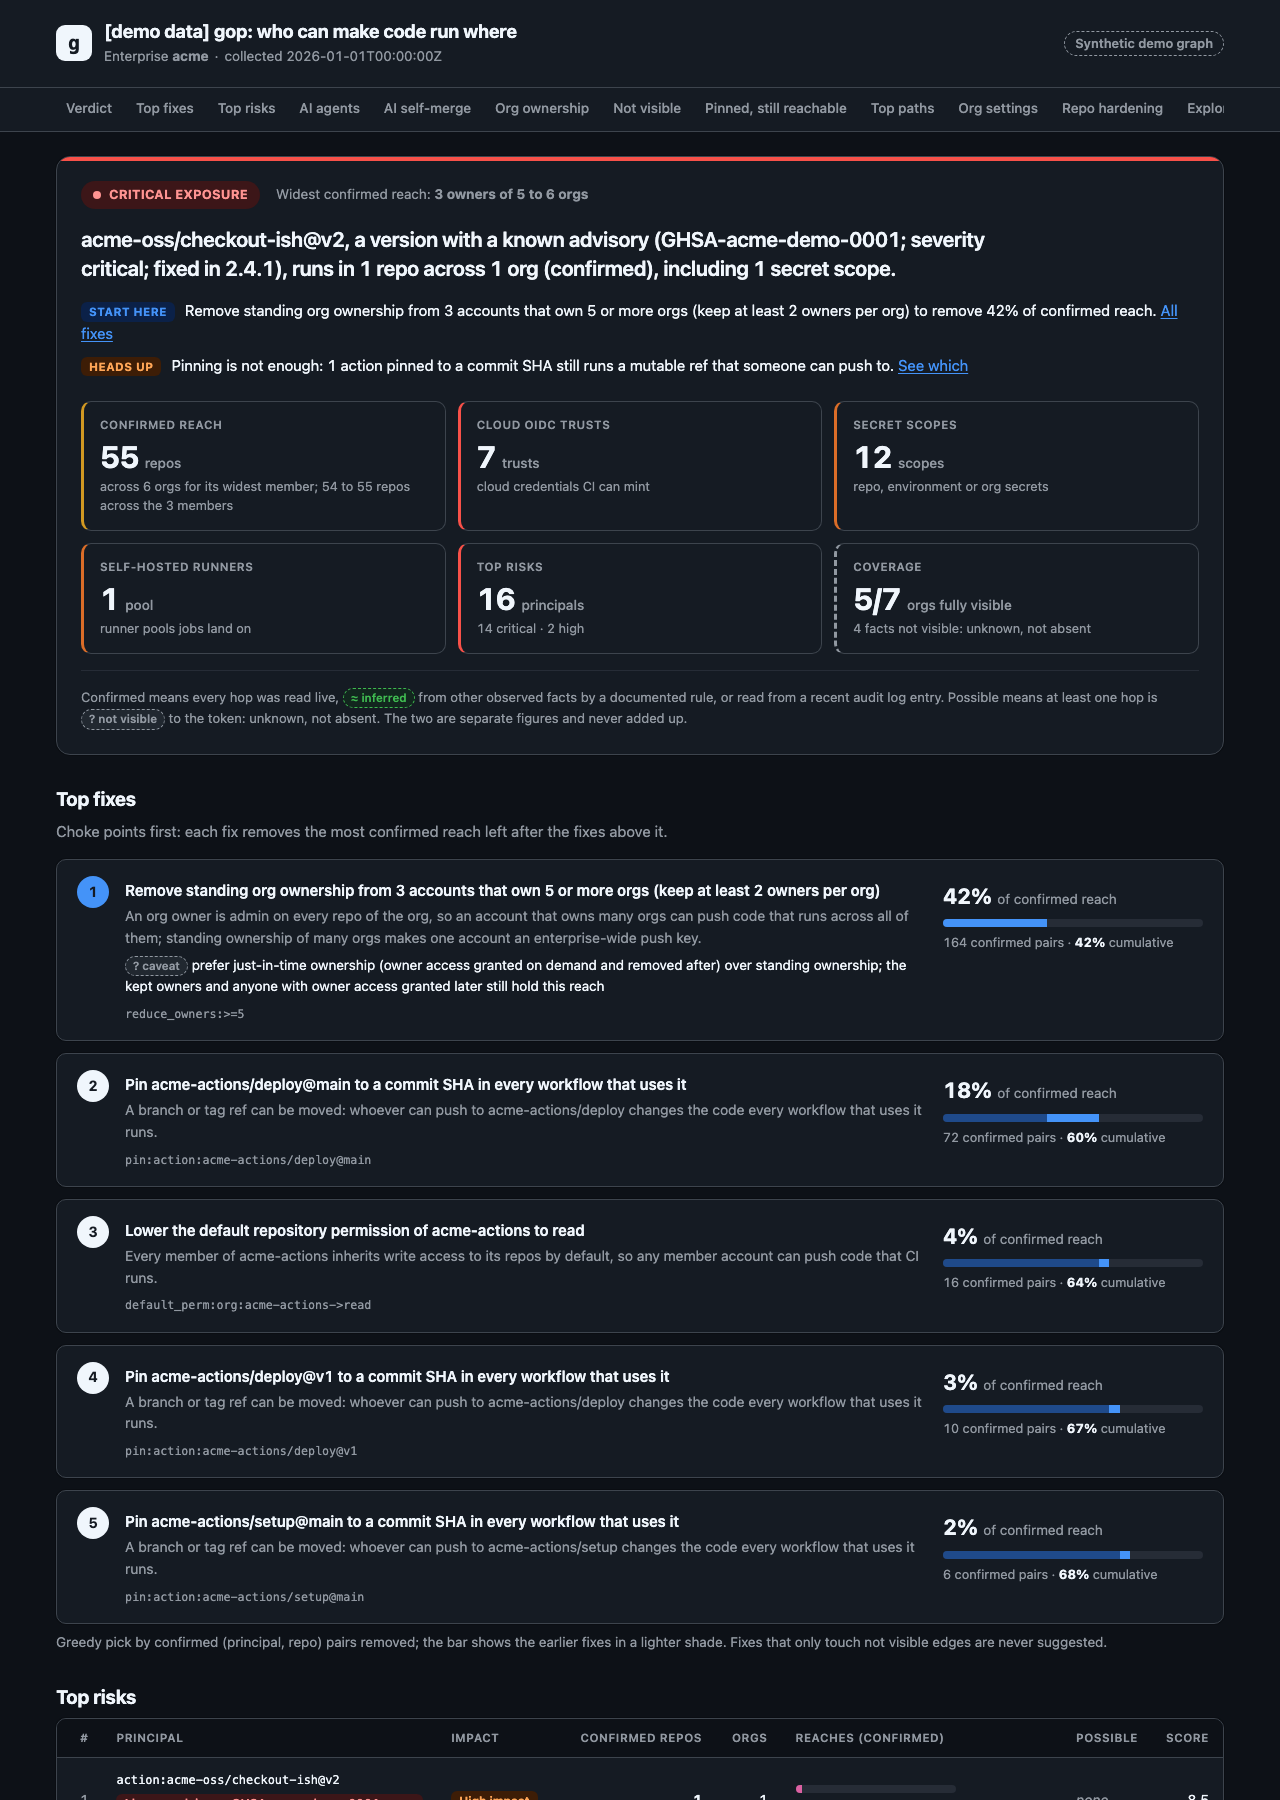 g
[demo data] gop: who can make code run where
Enterprise acme · collected 2026-01-01T00:00:00Z
Synthetic demo graph
Verdict Top fixes Top risks AI agents AI self-merge Org ownership Not visible Pinned, still reachable Top paths Org settings Repo hardening Explo
CRITICAL EXPOSURE Widest confirmed reach: 3 owners of 5 to 6 orgs
acme-oss/checkout-ish@v2, a version with a known advisory (GHSA-acme-demo-0001; severity
critical; fixed in 2.4.1), runs in 1 repo across 1 org (confirmed), including 1 secret scope.
START HERE Remove standing org ownership from 3 accounts that own 5 or more orgs (keep at least 2 owners per org) to remove 42% of confirmed reach. All
fixes
HEADS UP Pinning is not enough: 1 action pinned to a commit SHA still runs a mutable ref that someone can push to. See which
CONFIRMED REACH
55 repos
across 6 orgs for its widest member; 54 to 55 repos
across the 3 members
CLOUD OIDC TRUSTS
7 trusts
cloud credentials CI can mint
SECRET SCOPES
12 scopes
repo, environment or org secrets
SELF-HOSTED RUNNERS
1 pool
runner pools jobs land on
TOP RISKS
16 principals
14 critical · 2 high
COVERAGE
5/7 orgs fully visible
4 facts not visible: unknown, not absent
Confirmed means every hop was read live, ≈ inferred from other observed facts by a documented rule, or read from a recent audit log entry. Possible means at least one hop is
? not visible to the token: unknown, not absent. The two are separate figures and never added up.
Top fixes
Choke points first: each fix removes the most confirmed reach left after the fixes above it.
1
Remove standing org ownership from 3 accounts that own 5 or more orgs (keep at least 2 owners per org)
An org owner is admin on every repo of the org, so an account that owns many orgs can push code that runs across all of
them; standing ownership of many orgs makes one account an enterprise-wide push key.
? caveat prefer just-in-time ownership (owner access granted on demand and removed after) over standing ownership; the
kept owners and anyone with owner access granted later still hold this reach
reduce_owners:>=5
42% of confirmed reach
164 confirmed pairs · 42% cumulative
2
Pin acme-actions/deploy@main to a commit SHA in every workflow that uses it
A branch or tag ref can be moved: whoever can push to acme-actions/deploy changes the code every workflow that uses it
runs.
pin:action:acme-actions/deploy@main
18% of confirmed reach
72 confirmed pairs · 60% cumulative
3
Lower the default repository permission of acme-actions to read
Every member of acme-actions inherits write access to its repos by default, so any member account can push code that CI
runs.
default_perm:org:acme-actions->read
4% of confirmed reach
16 confirmed pairs · 64% cumulative
4
Pin acme-actions/deploy@v1 to a commit SHA in every workflow that uses it
A branch or tag ref can be moved: whoever can push to acme-actions/deploy changes the code every workflow that uses it
runs.
pin:action:acme-actions/deploy@v1
3% of confirmed reach
10 confirmed pairs · 67% cumulative
5
Pin acme-actions/setup@main to a commit SHA in every workflow that uses it
A branch or tag ref can be moved: whoever can push to acme-actions/setup changes the code every workflow that uses it
runs.
pin:action:acme-actions/setup@main
2% of confirmed reach
6 confirmed pairs · 68% cumulative
Greedy pick by confirmed (principal, repo) pairs removed; the bar shows the earlier fixes in a lighter shade. Fixes that only touch not visible edges are never suggested.
Top risks
# PRINCIPAL IMPACT CONFIRMED REPOS ORGS REACHES (CONFIRMED) POSSIBLE SCORE
action:acme-oss/checkout-ish@v2